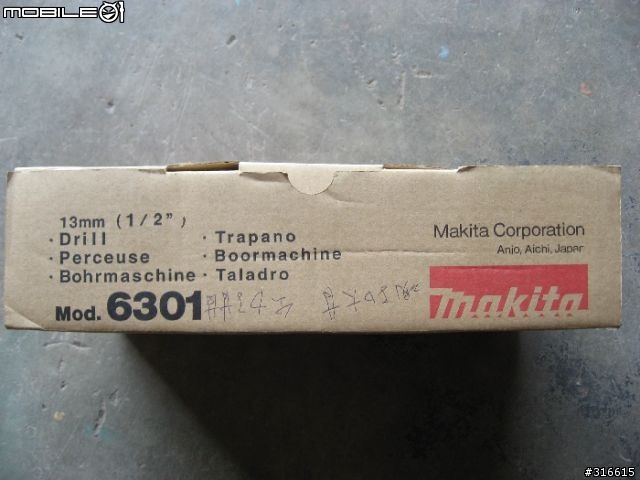 MOBILE01
13mm (1/2")
· Drill
· Perceuse
· Bohrmaschine
· Trapano
· Boormachine
· Taladro
Mod. 6301
Makita Corporation
Anjo, Aichi, Japan
makita
#316615